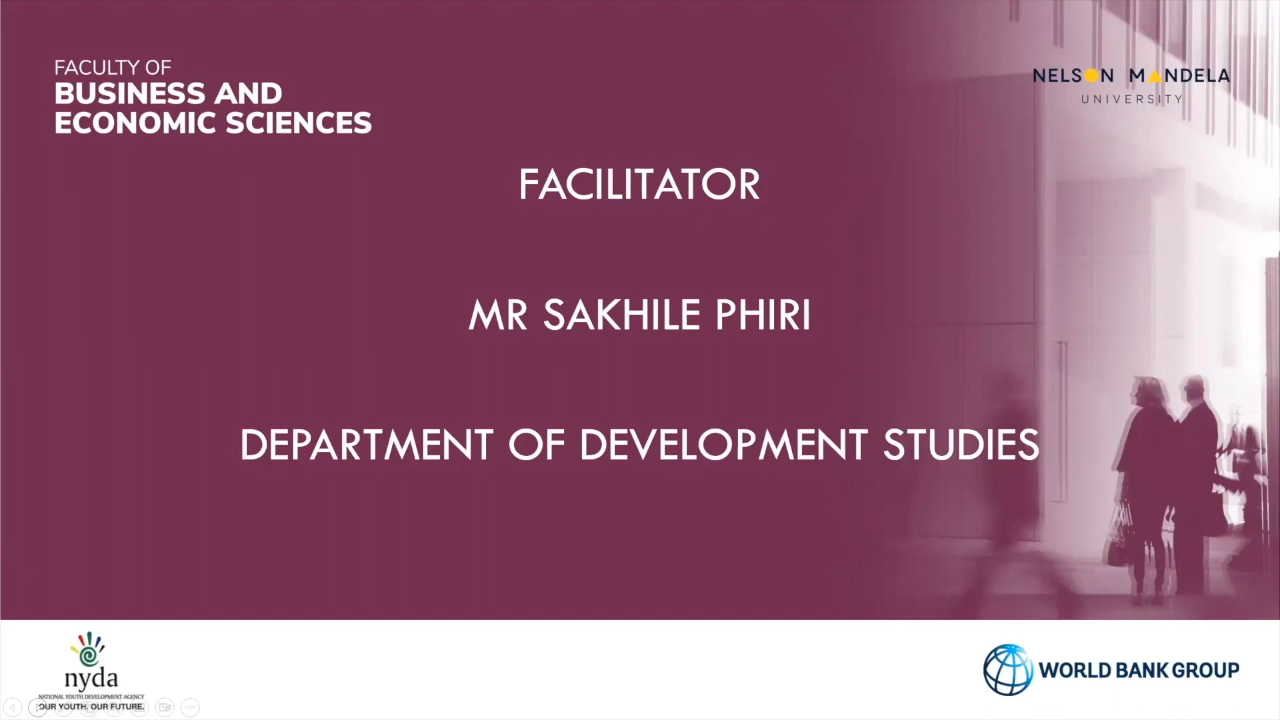 FACULTY OF
BUSINESS AND
ECONOMIC SCIENCES
NELSON MANDELA
UNIVERSITY
FACILITATOR
MR SAKHILE PHIRI
DEPARTMENT OF DEVELOPMENT STUDIES
nyda
NATIONAL YOUTH DEVELOPMENT AGENCY
OUR YOUTH. OUR FUTURE.
WORLD BANK GROUP